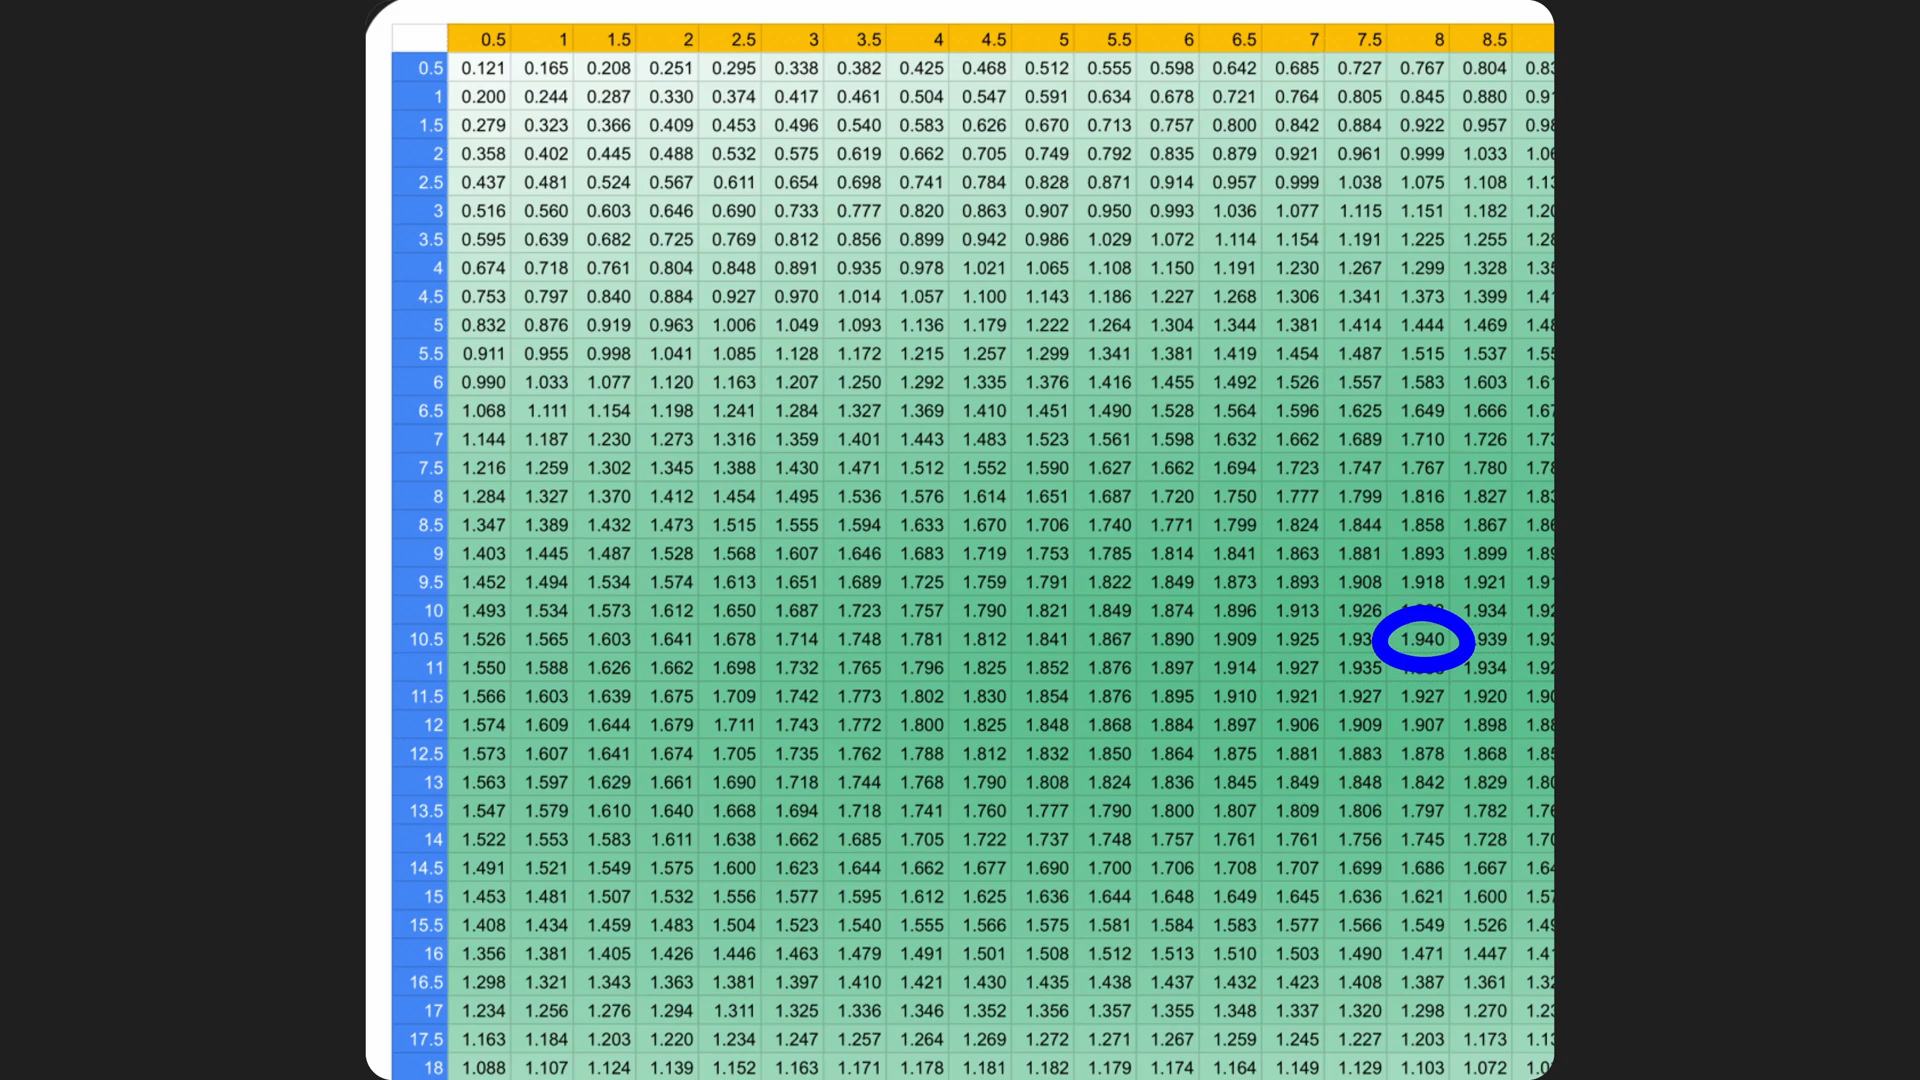 0.5 1 1.5 2 2.5 3 3.5 4 4.5 5 5.5 6 6.5 7 7.5 8 8.5
0.5 0.121 0.165 0.208 0.251 0.295 0.338 0.382 0.425 0.468 0.512 0.555 0.598 0.642 0.685 0.727 0.767 0.804
1 0.200 0.244 0.287 0.330 0.374 0.417 0.461 0.504 0.547 0.591 0.634 0.678 0.721 0.764 0.805 0.845 0.880
1.5 0.279 0.323 0.366 0.409 0.453 0.496 0.540 0.583 0.626 0.670 0.713 0.757 0.800 0.842 0.884 0.922 0.957
2 0.358 0.402 0.445 0.488 0.532 0.575 0.619 0.662 0.705 0.749 0.792 0.835 0.879 0.921 0.961 0.999 1.033
2.5 0.437 0.481 0.524 0.567 0.611 0.654 0.698 0.741 0.784 0.828 0.871 0.914 0.957 0.999 1.038 1.075 1.108
3 0.516 0.560 0.603 0.646 0.690 0.733 0.777 0.820 0.863 0.907 0.950 0.993 1.036 1.077 1.115 1.151 1.182
3.5 0.595 0.639 0.682 0.725 0.769 0.812 0.856 0.899 0.942 0.986 1.029 1.072 1.114 1.154 1.191 1.225 1.255
4 0.674 0.718 0.761 0.804 0.848 0.891 0.935 0.978 1.021 1.065 1.108 1.150 1.191 1.230 1.267 1.299 1.328
4.5 0.753 0.797 0.840 0.884 0.927 0.970 1.014 1.057 1.100 1.143 1.186 1.227 1.268 1.306 1.341 1.373 1.399
5 0.832 0.876 0.919 0.963 1.006 1.049 1.093 1.136 1.179 1.222 1.264 1.304 1.344 1.381 1.414 1.444 1.469
5.5 0.911 0.955 0.998 1.041 1.085 1.128 1.172 1.215 1.257 1.299 1.341 1.381 1.419 1.454 1.487 1.515 1.537
6 0.990 1.033 1.077 1.120 1.163 1.207 1.250 1.292 1.335 1.376 1.416 1.455 1.492 1.526 1.557 1.583 1.603
6.5 1.068 1.111 1.154 1.198 1.241 1.284 1.327 1.369 1.410 1.451 1.490 1.528 1.564 1.596 1.625 1.649 1.666
7 1.144 1.187 1.230 1.273 1.316 1.359 1.401 1.443 1.483 1.523 1.561 1.598 1.632 1.662 1.689 1.710 1.726
7.5 1.216 1.259 1.302 1.345 1.388 1.430 1.471 1.512 1.552 1.590 1.627 1.662 1.694 1.723 1.747 1.767 1.780
8 1.284 1.327 1.370 1.412 1.454 1.495 1.536 1.576 1.614 1.651 1.687 1.720 1.750 1.777 1.799 1.816 1.827
8.5 1.347 1.389 1.432 1.473 1.515 1.555 1.594 1.633 1.670 1.706 1.740 1.771 1.799 1.824 1.844 1.858 1.867
9 1.403 1.445 1.487 1.528 1.568 1.607 1.646 1.683 1.719 1.753 1.785 1.814 1.841 1.863 1.881 1.893 1.899
9.5 1.452 1.494 1.534 1.574 1.613 1.651 1.689 1.725 1.759 1.791 1.822 1.849 1.873 1.893 1.908 1.918 1.921
10 1.493 1.534 1.573 1.612 1.650 1.687 1.723 1.757 1.790 1.821 1.849 1.874 1.896 1.913 1.926 1.934
10.5 1.526 1.565 1.603 1.641 1.678 1.714 1.748 1.781 1.812 1.841 1.867 1.890 1.909 1.925 1.940
11 1.550 1.588 1.626 1.662 1.698 1.732 1.765 1.796 1.825 1.852 1.876 1.897 1.914 1.927 1.935 1.934
11.5 1.566 1.603 1.639 1.675 1.709 1.742 1.773 1.802 1.830 1.854 1.876 1.895 1.910 1.921 1.927 1.927 1.920
12 1.574 1.609 1.644 1.679 1.711 1.743 1.772 1.800 1.825 1.848 1.868 1.884 1.897 1.906 1.909 1.907 1.898
12.5 1.573 1.607 1.641 1.674 1.705 1.735 1.762 1.788 1.812 1.832 1.850 1.864 1.875 1.881 1.883 1.878 1.868
13 1.563 1.597 1.629 1.661 1.690 1.718 1.744 1.768 1.790 1.808 1.824 1.836 1.845 1.849 1.848 1.842 1.829
13.5 1.547 1.579 1.610 1.640 1.668 1.694 1.718 1.741 1.760 1.777 1.790 1.800 1.807 1.809 1.806 1.797 1.782
14 1.522 1.553 1.583 1.611 1.638 1.662 1.685 1.705 1.722 1.737 1.748 1.757 1.761 1.761 1.756 1.745 1.728
14.5 1.491 1.521 1.549 1.575 1.600 1.623 1.644 1.662 1.677 1.690 1.700 1.706 1.708 1.707 1.699 1.686 1.667
15 1.453 1.481 1.507 1.532 1.556 1.577 1.595 1.612 1.625 1.636 1.644 1.648 1.649 1.645 1.636 1.621 1.600
15.5 1.408 1.434 1.459 1.483 1.504 1.523 1.540 1.555 1.566 1.575 1.581 1.584 1.583 1.577 1.566 1.549 1.526
16 1.356 1.381 1.405 1.426 1.446 1.463 1.479 1.491 1.501 1.508 1.512 1.513 1.510 1.503 1.490 1.471 1.447
16.5 1.298 1.321 1.343 1.363 1.381 1.397 1.410 1.421 1.430 1.435 1.438 1.437 1.432 1.423 1.408 1.387 1.361
17 1.234 1.256 1.276 1.294 1.311 1.325 1.336 1.346 1.352 1.356 1.357 1.355 1.348 1.337 1.320 1.298 1.270
17.5 1.163 1.184 1.203 1.220 1.234 1.247 1.257 1.264 1.269 1.272 1.271 1.267 1.259 1.245 1.227 1.203 1.173
18 1.088 1.107 1.124 1.139 1.152 1.163 1.171 1.178 1.181 1.182 1.179 1.174 1.164 1.149 1.129 1.103 1.072